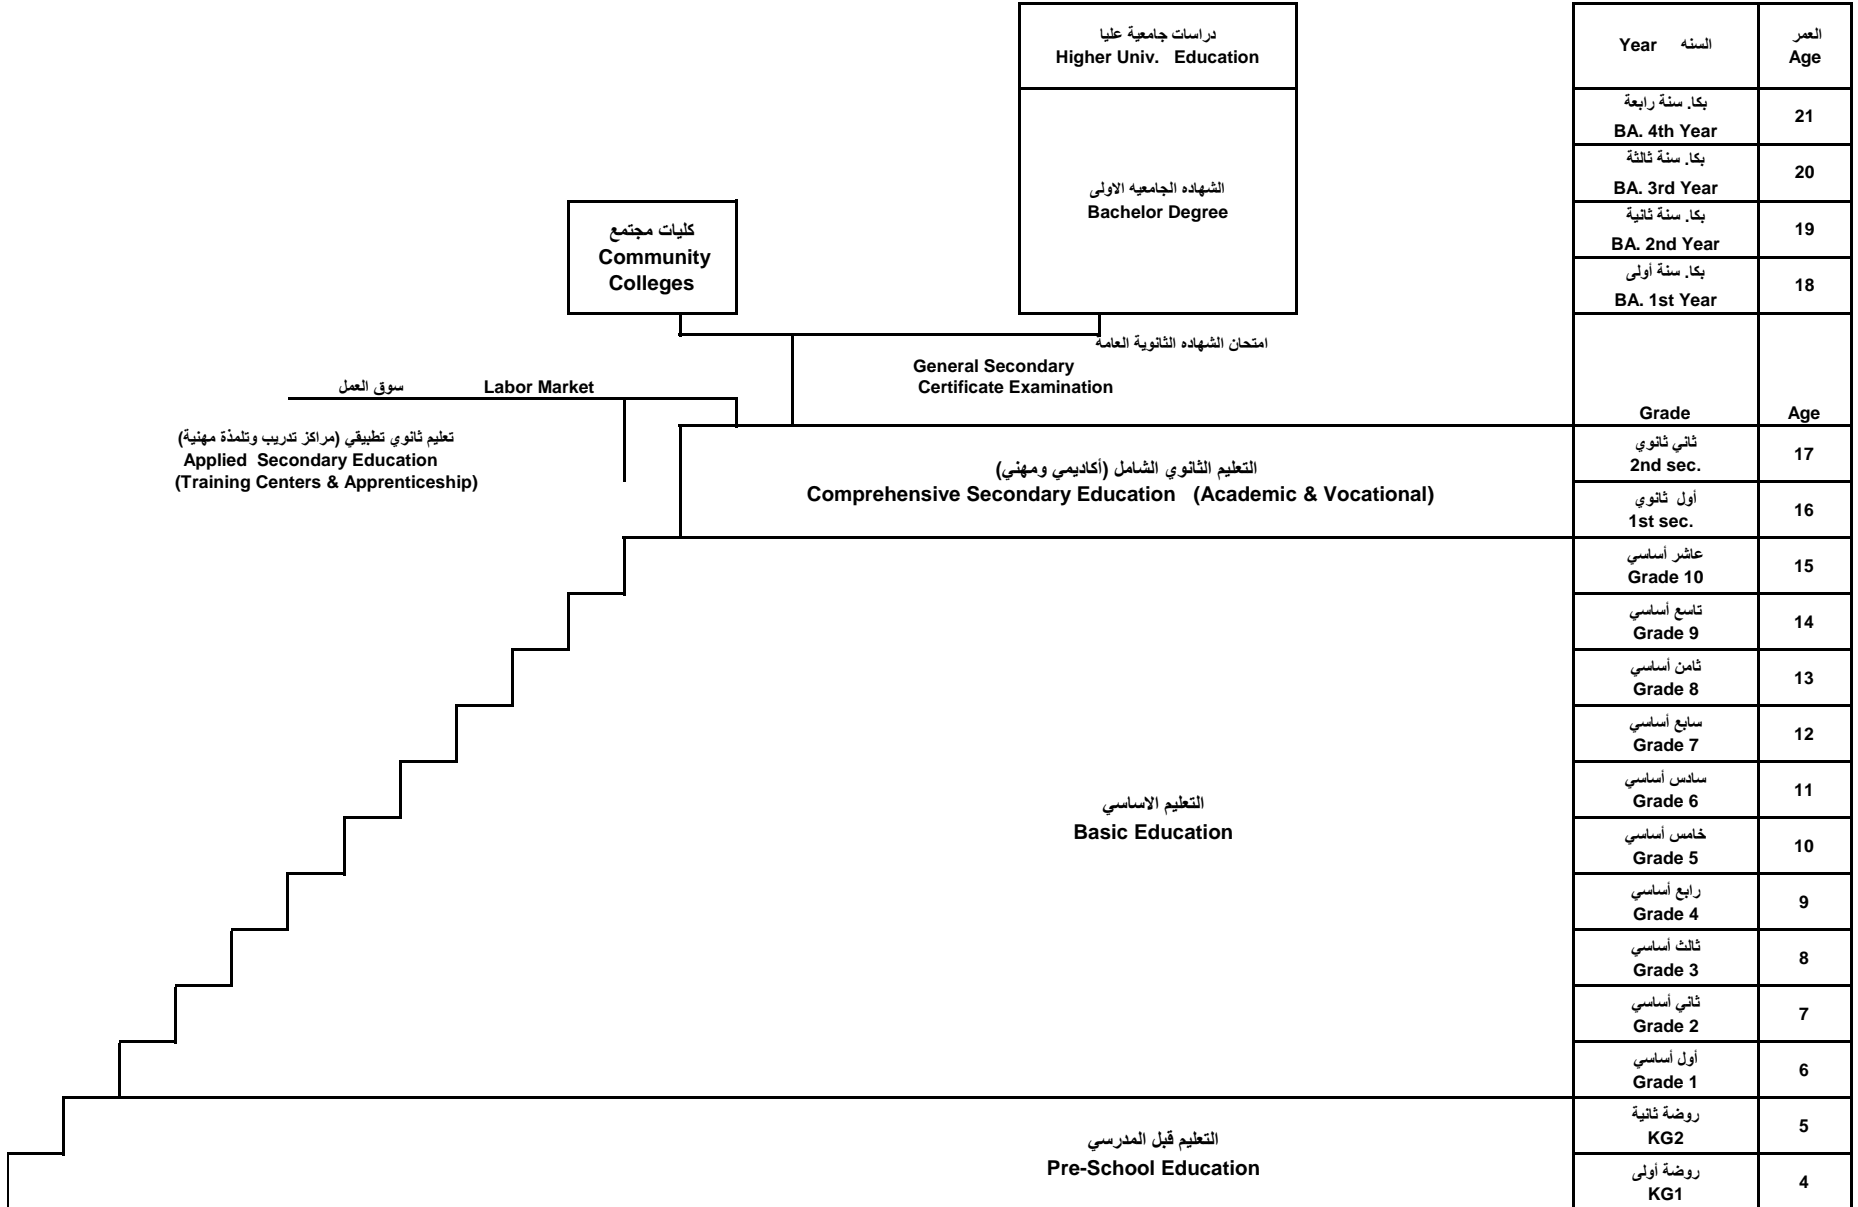 دراسات جامعية عليا
Higher Univ. Education
السنه Year
العمر
Age
بكا. سنة رابعة
BA. 4th Year
21
بكا. سنة ثالثة
BA. 3rd Year
20
الشهاده الجامعيه الاولى
Bachelor Degree
كليات مجتمع
Community
Colleges
بكا. سنة ثانية
BA. 2nd Year
19
بكا. سنة أولى
BA. 1st Year
18
امتحان الشهاده الثانوية العامة
General Secondary
Certificate Examination
سوق العمل Labor Market
Grade
Age
تعليم ثانوي تطبيقي (مراكز تدريب وتلمذة مهنية)
Applied Secondary Education
(Training Centers & Apprenticeship)
التعليم الثانوي الشامل (أكاديمي ومهني)
Comprehensive Secondary Education (Academic & Vocational)
ثاني ثانوي
2nd sec.
17
أول ثانوي
1st sec.
16
عاشر أساسي
Grade 10
15
تاسع أساسي
Grade 9
14
ثامن أساسي
Grade 8
13
سابع أساسي
Grade 7
12
سادس أساسي
Grade 6
11
التعليم الاساسي
Basic Education
خامس أساسي
Grade 5
10
رابع أساسي
Grade 4
9
ثالث أساسي
Grade 3
8
ثاني أساسي
Grade 2
7
أول أساسي
Grade 1
6
روضة ثانية
KG2
5
التعليم قبل المدرسي
Pre-School Education
روضة أولى
KG1
4